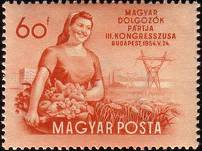 60f
MAGYAR
DOLGOZÓK
PÁRTJA
III. KONGRESSZUSA
BUDAPEST, 1954. V. 24.
MAGYAR POSTA